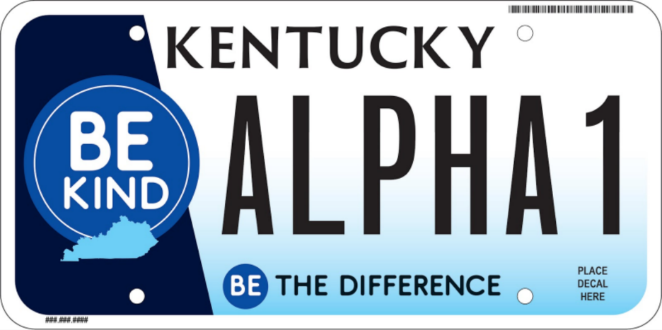 KENTUCKY
BE
KIND
ALPHA1
BE THE DIFFERENCE
PLACE
DECAL
HERE
###.###.####